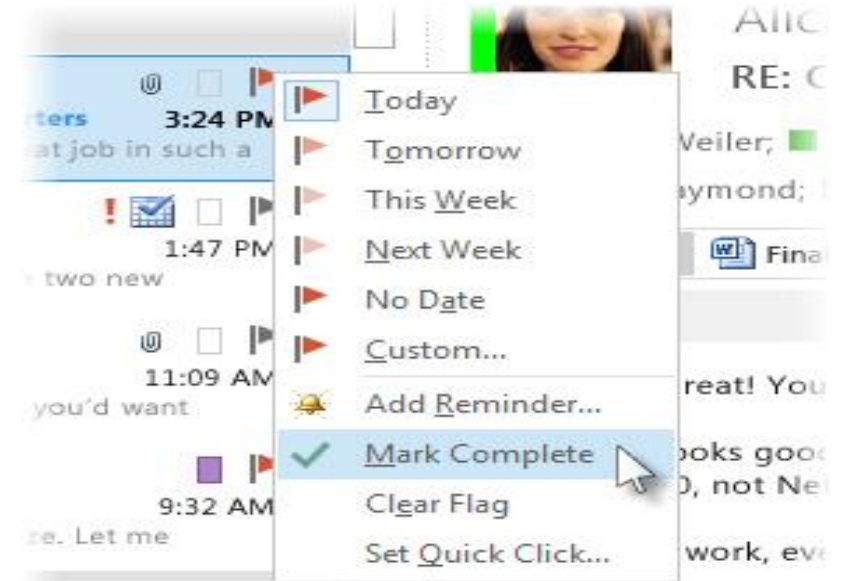 Alic
RE:
3:24 PM
at job in such a
1:47 PM
two new
11:09 AM
you'd want
9:32 AM
Let me
Today
Tomorrow
This Week
Next Week
No Date
Custom...
Add Reminder...
Mark Complete
Clear Flag
Set Quick Click...
Weiler;
aymond;
Fina
reat! You
ooks good
0, not Ne
work, eve